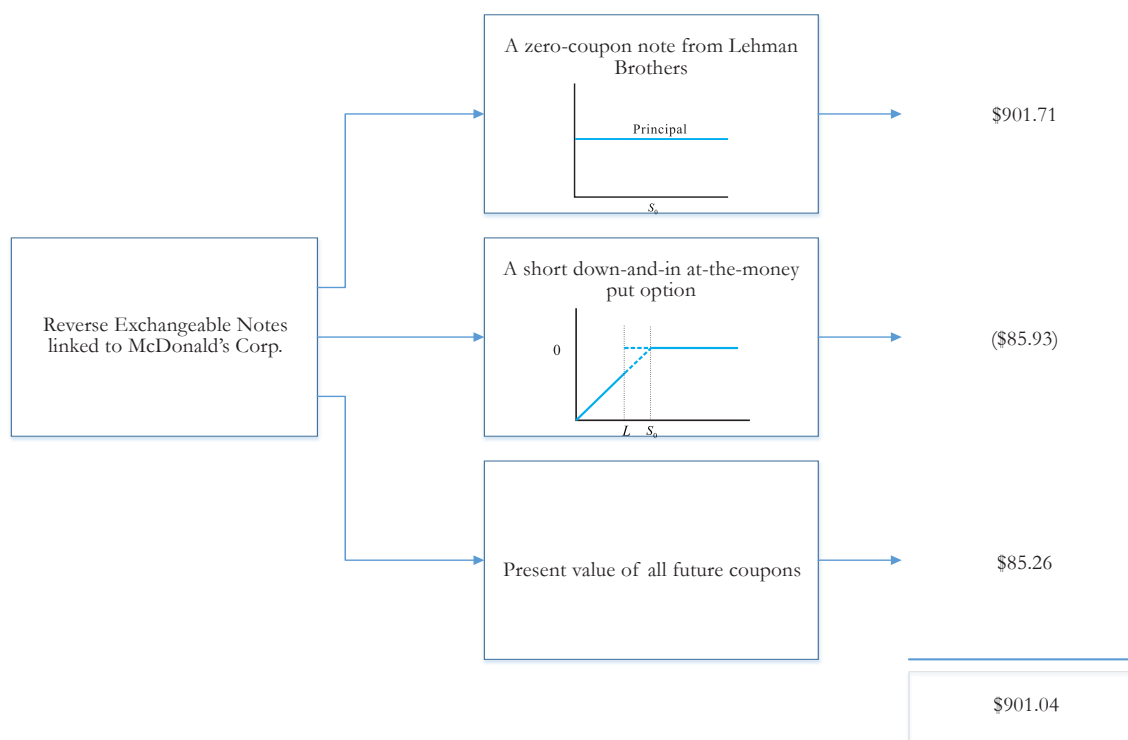 A zero-coupon note from Lehman
Brothers
Principal
S₀
$901.71
Reverse Exchangeable Notes
linked to McDonald's Corp.
A short down-and-in at-the-money
put option
0
L S₀
($85.93)
Present value of all future coupons
$85.26
$901.04